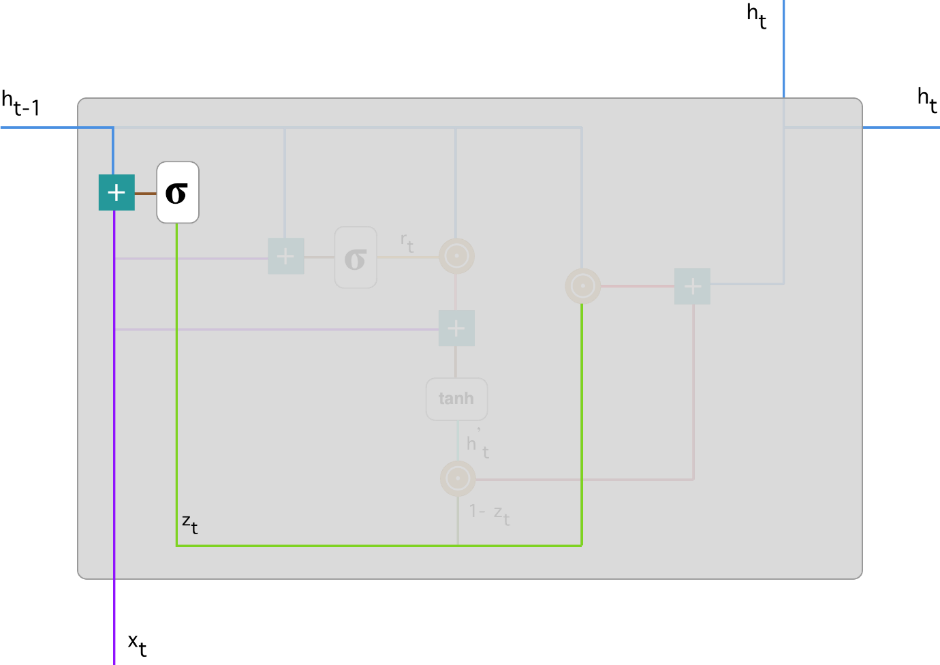 h_t
h_t-1
h_t
+ σ
+ σ r_t
+
+
tanh
h'_t
1- z_t
z_t
x_t